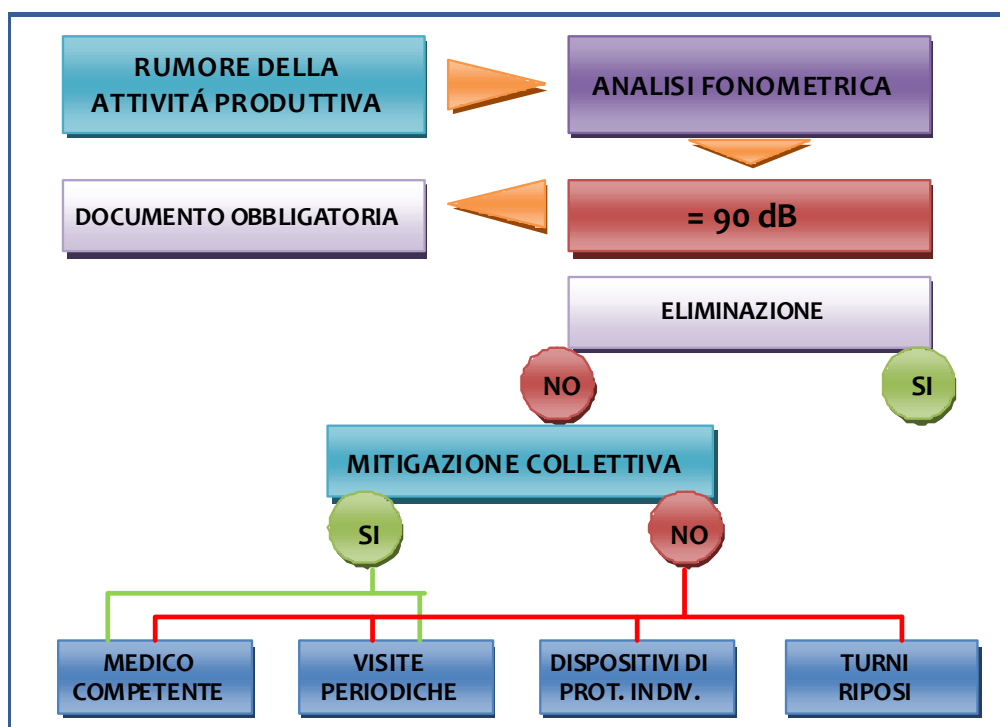 RUMORE DELLA
ATTIVITÁ PRODUTTIVA
ANALISI FONOMETRICA
DOCUMENTO OBBLIGATORIA
= 90 dB
ELIMINAZIONE
NO
SI
MITIGAZIONE COLLETTIVA
SI
NO
MEDICO
COMPETENTE
VISITE
PERIODICHE
DISPOSITIVI DI
PROT. INDIV.
TURNI
RIPOSI